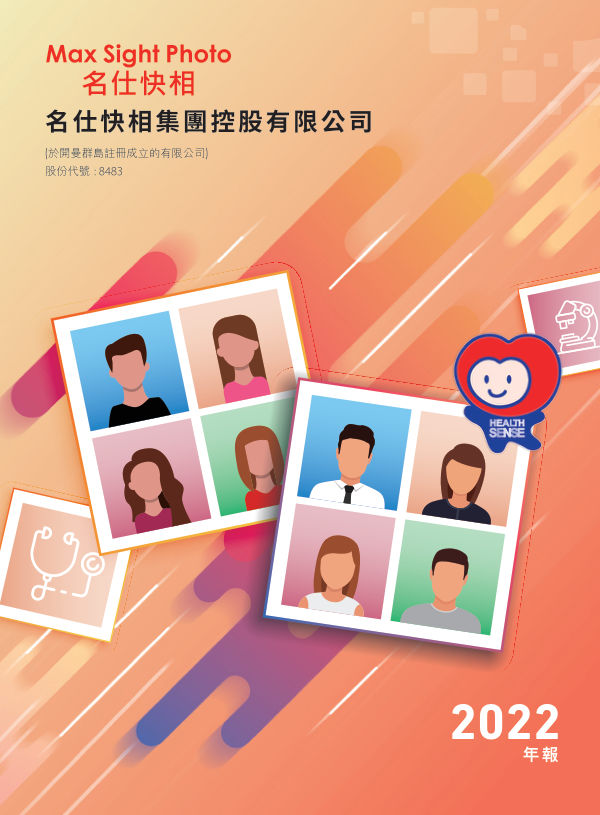 Max Sight Photo
名仕快相
名仕快相集團控股有限公司
(於開曼群島註冊成立的有限公司)
股份代號 : 8483
HEALTH
SENSE
2022
年報